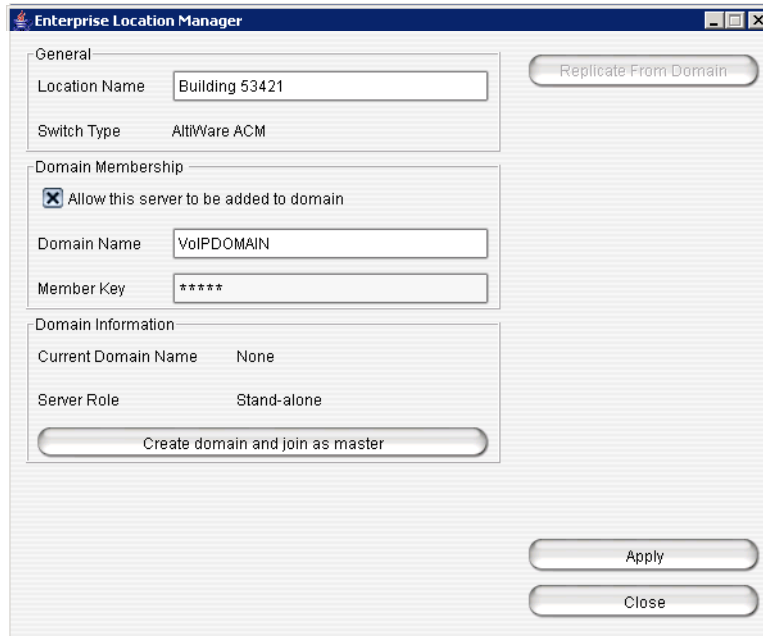 Enterprise Location Manager
General
Location Name Building 53421
Switch Type AltiWare ACM
Replicate From Domain
Domain Membership
Allow this server to be added to domain
Domain Name VoIPDOMAIN
Member Key *****
Domain Information
Current Domain Name None
Server Role Stand-alone
Create domain and join as master
Apply
Close